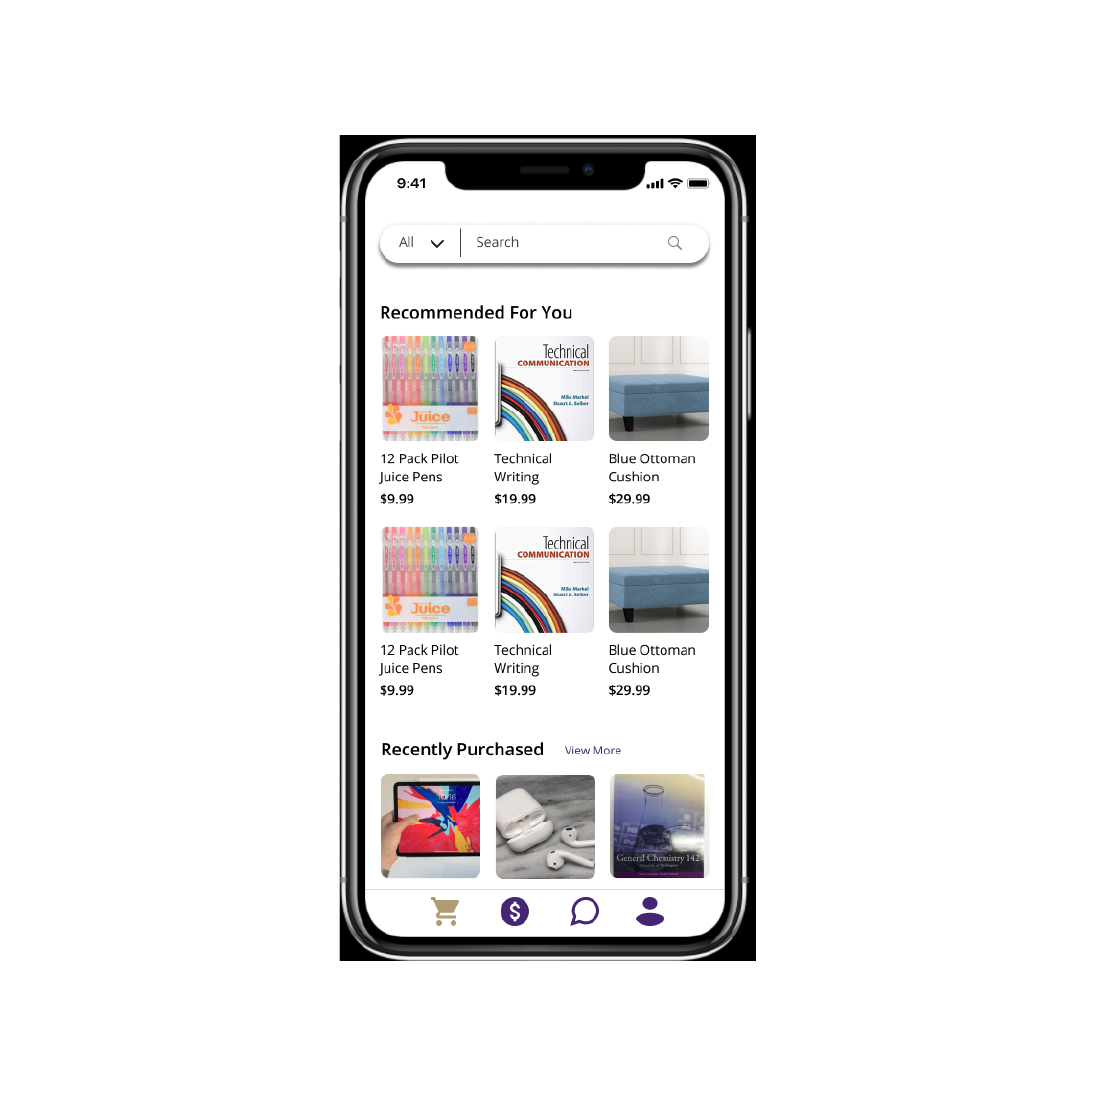 9:41
All
Search
Recommended For You
Juice
Technical
COMMUNICATION
Mike Markel
Stuart A. Selber
12 Pack Pilot
Juice Pens
$9.99
Technical
Writing
$19.99
Blue Ottoman
Cushion
$29.99
Juice
Technical
COMMUNICATION
Mike Markel
Stuart A. Selber
12 Pack Pilot
Juice Pens
$9.99
Technical
Writing
$19.99
Blue Ottoman
Cushion
$29.99
Recently Purchased
View More
General Chemistry 142
University of Washington
$